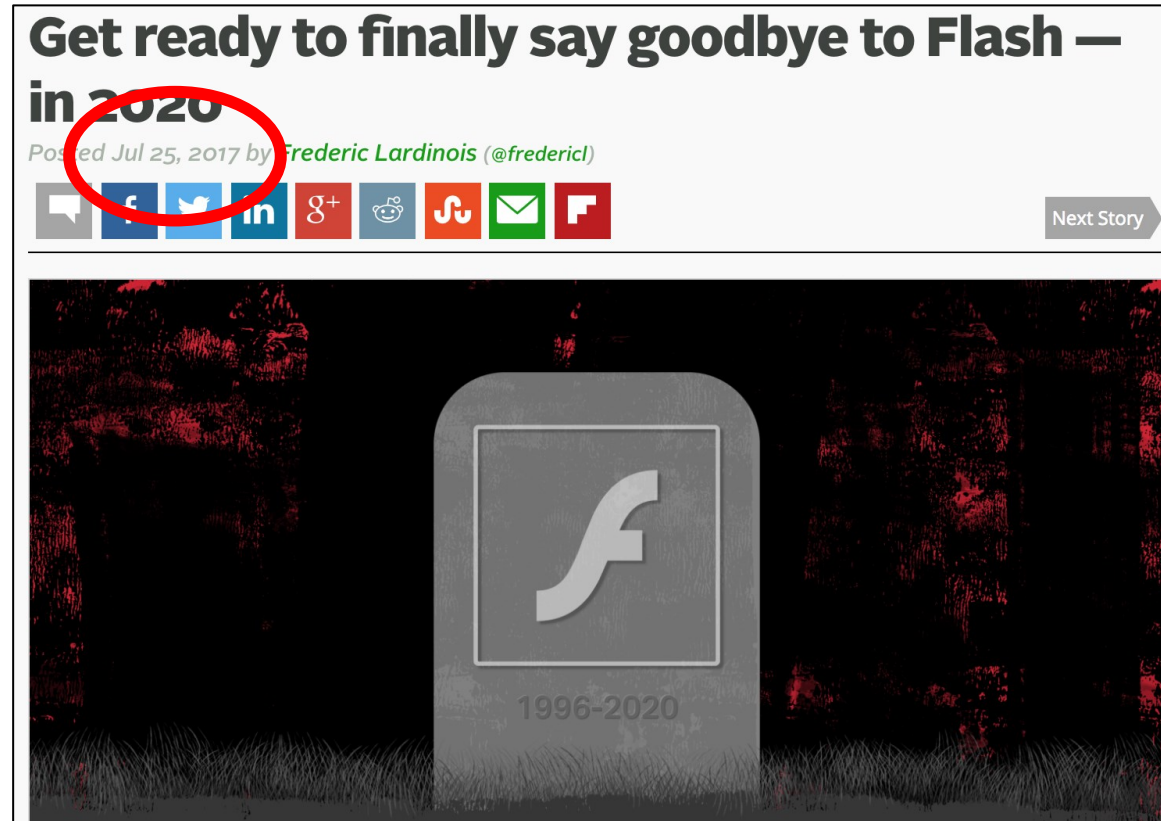 Get ready to finally say goodbye to Flash —
in 2020
Posted Jul 25, 2017 by Frederic Lardinois (@fredericl)
f in g+
Next Story
f
1996-2020